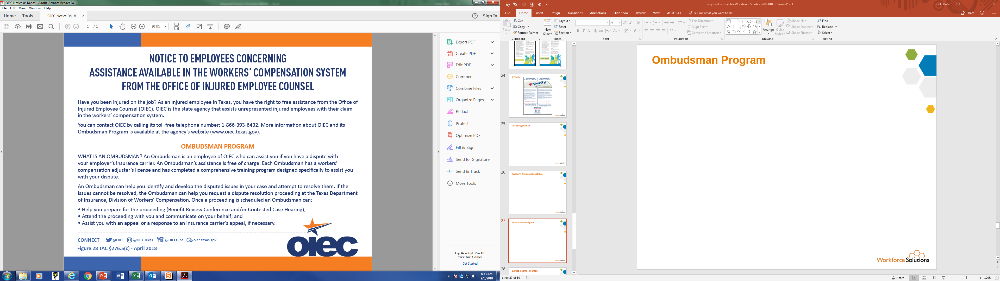 OIEC Notice 0418.pdf - Adobe Acrobat Reader DC
File Edit View Window Help
Home Tools OIEC Notice 0418.... × Sign In
1 / 1 97.8%
NOTICE TO EMPLOYEES CONCERNING
ASSISTANCE AVAILABLE IN THE WORKERS' COMPENSATION SYSTEM
FROM THE OFFICE OF INJURED EMPLOYEE COUNSEL
Have you been injured on the job? As an injured employee in Texas, you have the right to free assistance from the Office of
Injured Employee Counsel (OIEC). OIEC is the state agency that assists unrepresented injured employees with their claim
in the workers' compensation system.
You can contact OIEC by calling its toll-free telephone number: 1-866-393-6432. More information about OIEC and its
Ombudsman Program is available at the agency's website (www.oiec.texas.gov).
OMBUDSMAN PROGRAM
WHAT IS AN OMBUDSMAN? An Ombudsman is an employee of OIEC who can assist you if you have a dispute with
your employer's insurance carrier. An Ombudsman's assistance is free of charge. Each Ombudsman has a workers'
compensation adjuster's license and has completed a comprehensive training program designed specifically to assist you
with your dispute.
An Ombudsman can help you identify and develop the disputed issues in your case and attempt to resolve them. If the
issues cannot be resolved, the Ombudsman can help you request a dispute resolution proceeding at the Texas Department
of Insurance, Division of Workers' Compensation. Once a proceeding is scheduled an Ombudsman can:
• Help you prepare for the proceeding (Benefit Review Conference and/or Contested Case Hearing);
• Attend the proceeding with you and communicate on your behalf; and
• Assist you with an appeal or a response to an insurance carrier's appeal, if necessary.
CONNECT @OIEC @OIECTexas You Tube @OIECtube oiec.texas.gov
Figure 28 TAC §276.5(c) - April 2018
oiec
Export PDF
Create PDF
Edit PDF
Comment
Combine Files
Organize Pages
Redact
Protect
Optimize PDF
Fill & Sign
Send for Signature
Send & Track
More Tools
Try Acrobat Pro DC
free for 7 days
Get Started
8:53 AM
9/5/2018
Required Posters for Workforce Solutions 083018 - PowerPoint
Cook, Bobi
File Home Insert Design Transitions Animations Slide Show Review View ACROBAT Tell me what you want to do Share
Paste
Cut
Copy
Format Painter
Clipboard
New
Slide
Layout
Reset
Section
Slides
26
B I U S abc AV Aa A
Font
Text Direction
Align Text
Convert to SmartArt
Paragraph
Arrange
Quick
Styles
Shape Fill
Shape Outline
Shape Effects
Drawing
Find
Replace
Select
Editing
24
E-Verify
E Verify
25
Texas Payday Law
26
Worker's Compensation Notice
27
Ombudsman Program
28
Earned Income Tax Credit
Ombudsman Program
Workforce Solutions
Slide 27 of 30
Notes
120%